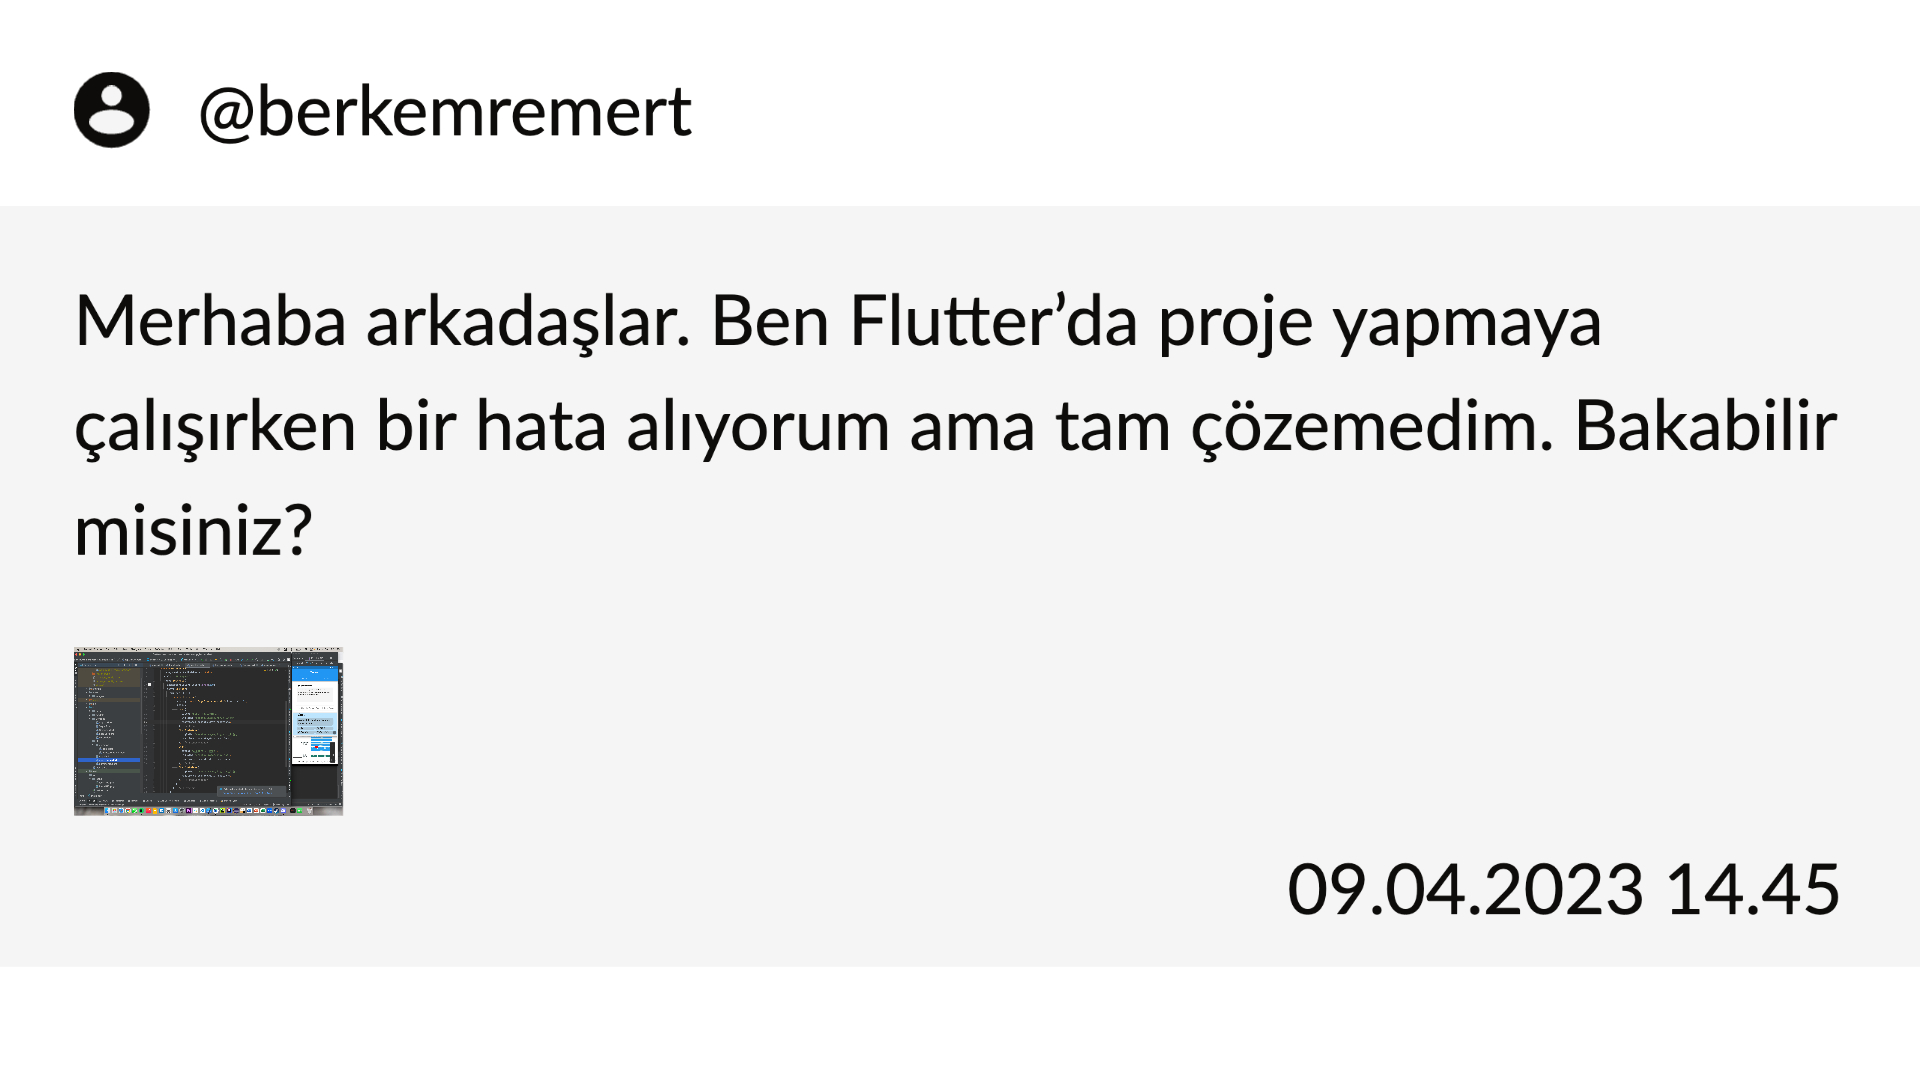 @berkemremert
Merhaba arkadaşlar. Ben Flutter’da proje yapmaya
çalışırken bir hata alıyorum ama tam çözemedim. Bakabilir
misiniz?
09.04.2023 14.45